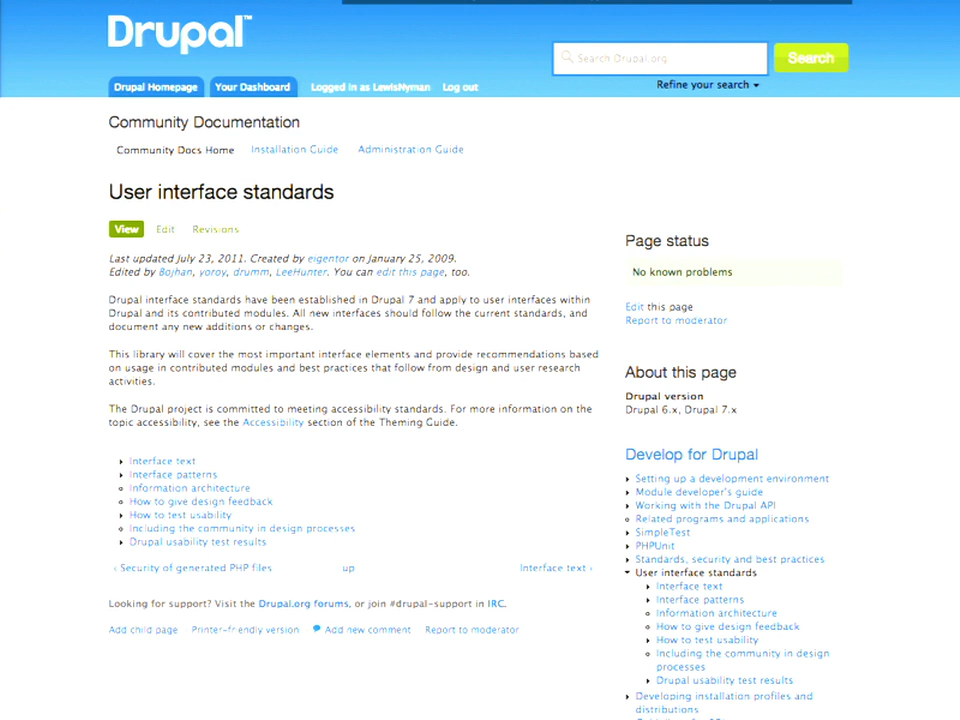 Drupal™
Search Drupal.org
Search
Refine your search
Drupal Homepage
Your Dashboard
Logged in as LewisNyman
Log out
Community Documentation
Community Docs Home
Installation Guide
Administration Guide
User interface standards
View
Edit
Revisions
Last updated July 23, 2011. Created by eigentor on January 25, 2009.
Edited by Bojhan, yoroy, drumm, LeeHunter. You can edit this page, too.
Drupal interface standards have been established in Drupal 7 and apply to user interfaces within
Drupal and its contributed modules. All new interfaces should follow the current standards, and
document any new additions or changes.
This library will cover the most important interface elements and provide recommendations based
on usage in contributed modules and best practices that follow from design and user research
activities.
The Drupal project is committed to meeting accessibility standards. For more information on the
topic accessibility, see the Accessibility section of the Theming Guide.
Interface text
Interface patterns
Information architecture
How to give design feedback
How to test usability
Including the community in design processes
Drupal usability test results
‹ Security of generated PHP files
up
Interface text ›
Looking for support? Visit the Drupal.org forums, or join #drupal-support in IRC.
Add child page
Printer-friendly version
Add new comment
Report to moderator
Page status
No known problems
Edit this page
Report to moderator
About this page
Drupal version
Drupal 6.x, Drupal 7.x
Develop for Drupal
Setting up a development environment
Module developer's guide
Working with the Drupal API
Related programs and applications
SimpleTest
PHPUnit
Standards, security and best practices
User interface standards
Interface text
Interface patterns
Information architecture
How to give design feedback
How to test usability
Including the community in design
processes
Drupal usability test results
Developing installation profiles and
distributions